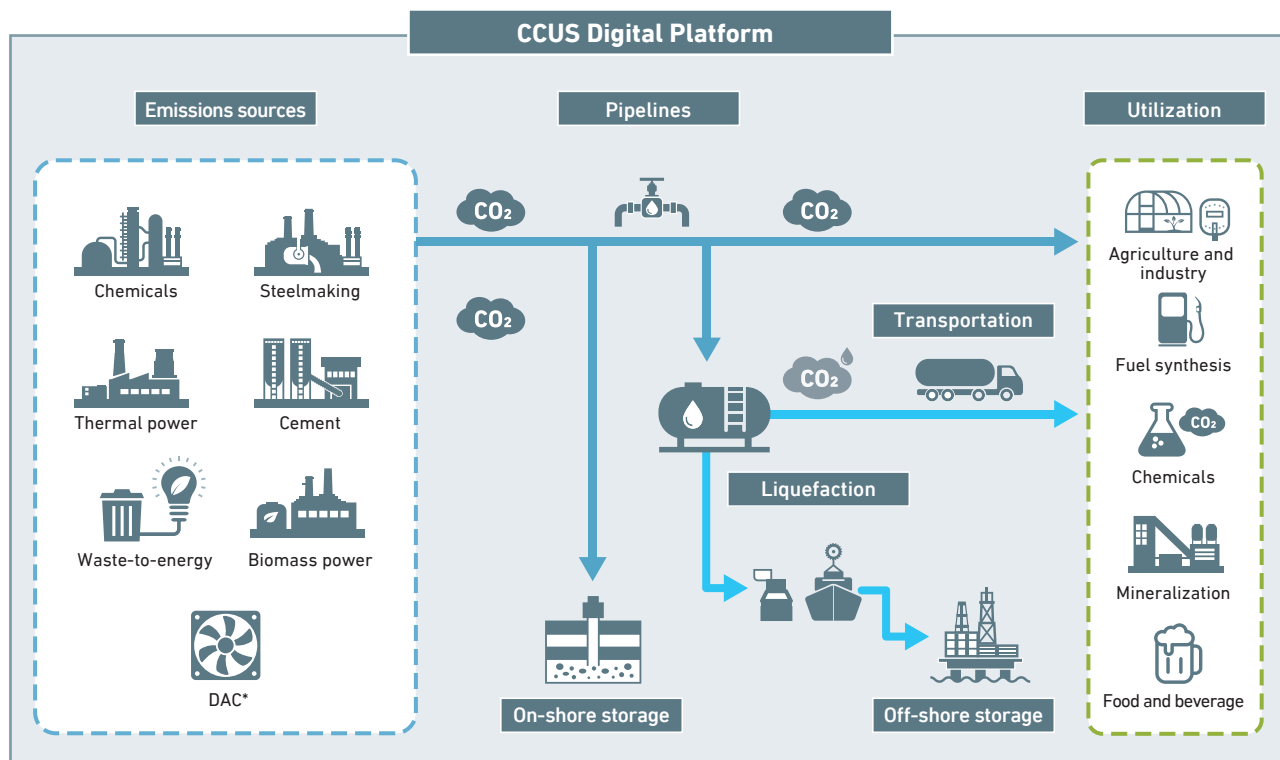 CCUS Digital Platform
Emissions sources
Pipelines
Utilization
CO₂
CO₂
CO₂
CO₂
Chemicals
Steelmaking
Thermal power
Cement
Waste-to-energy
Biomass power
DAC*
Transportation
Liquefaction
On-shore storage
Off-shore storage
Agriculture and
industry
Fuel synthesis
CO₂
Chemicals
Mineralization
Food and beverage